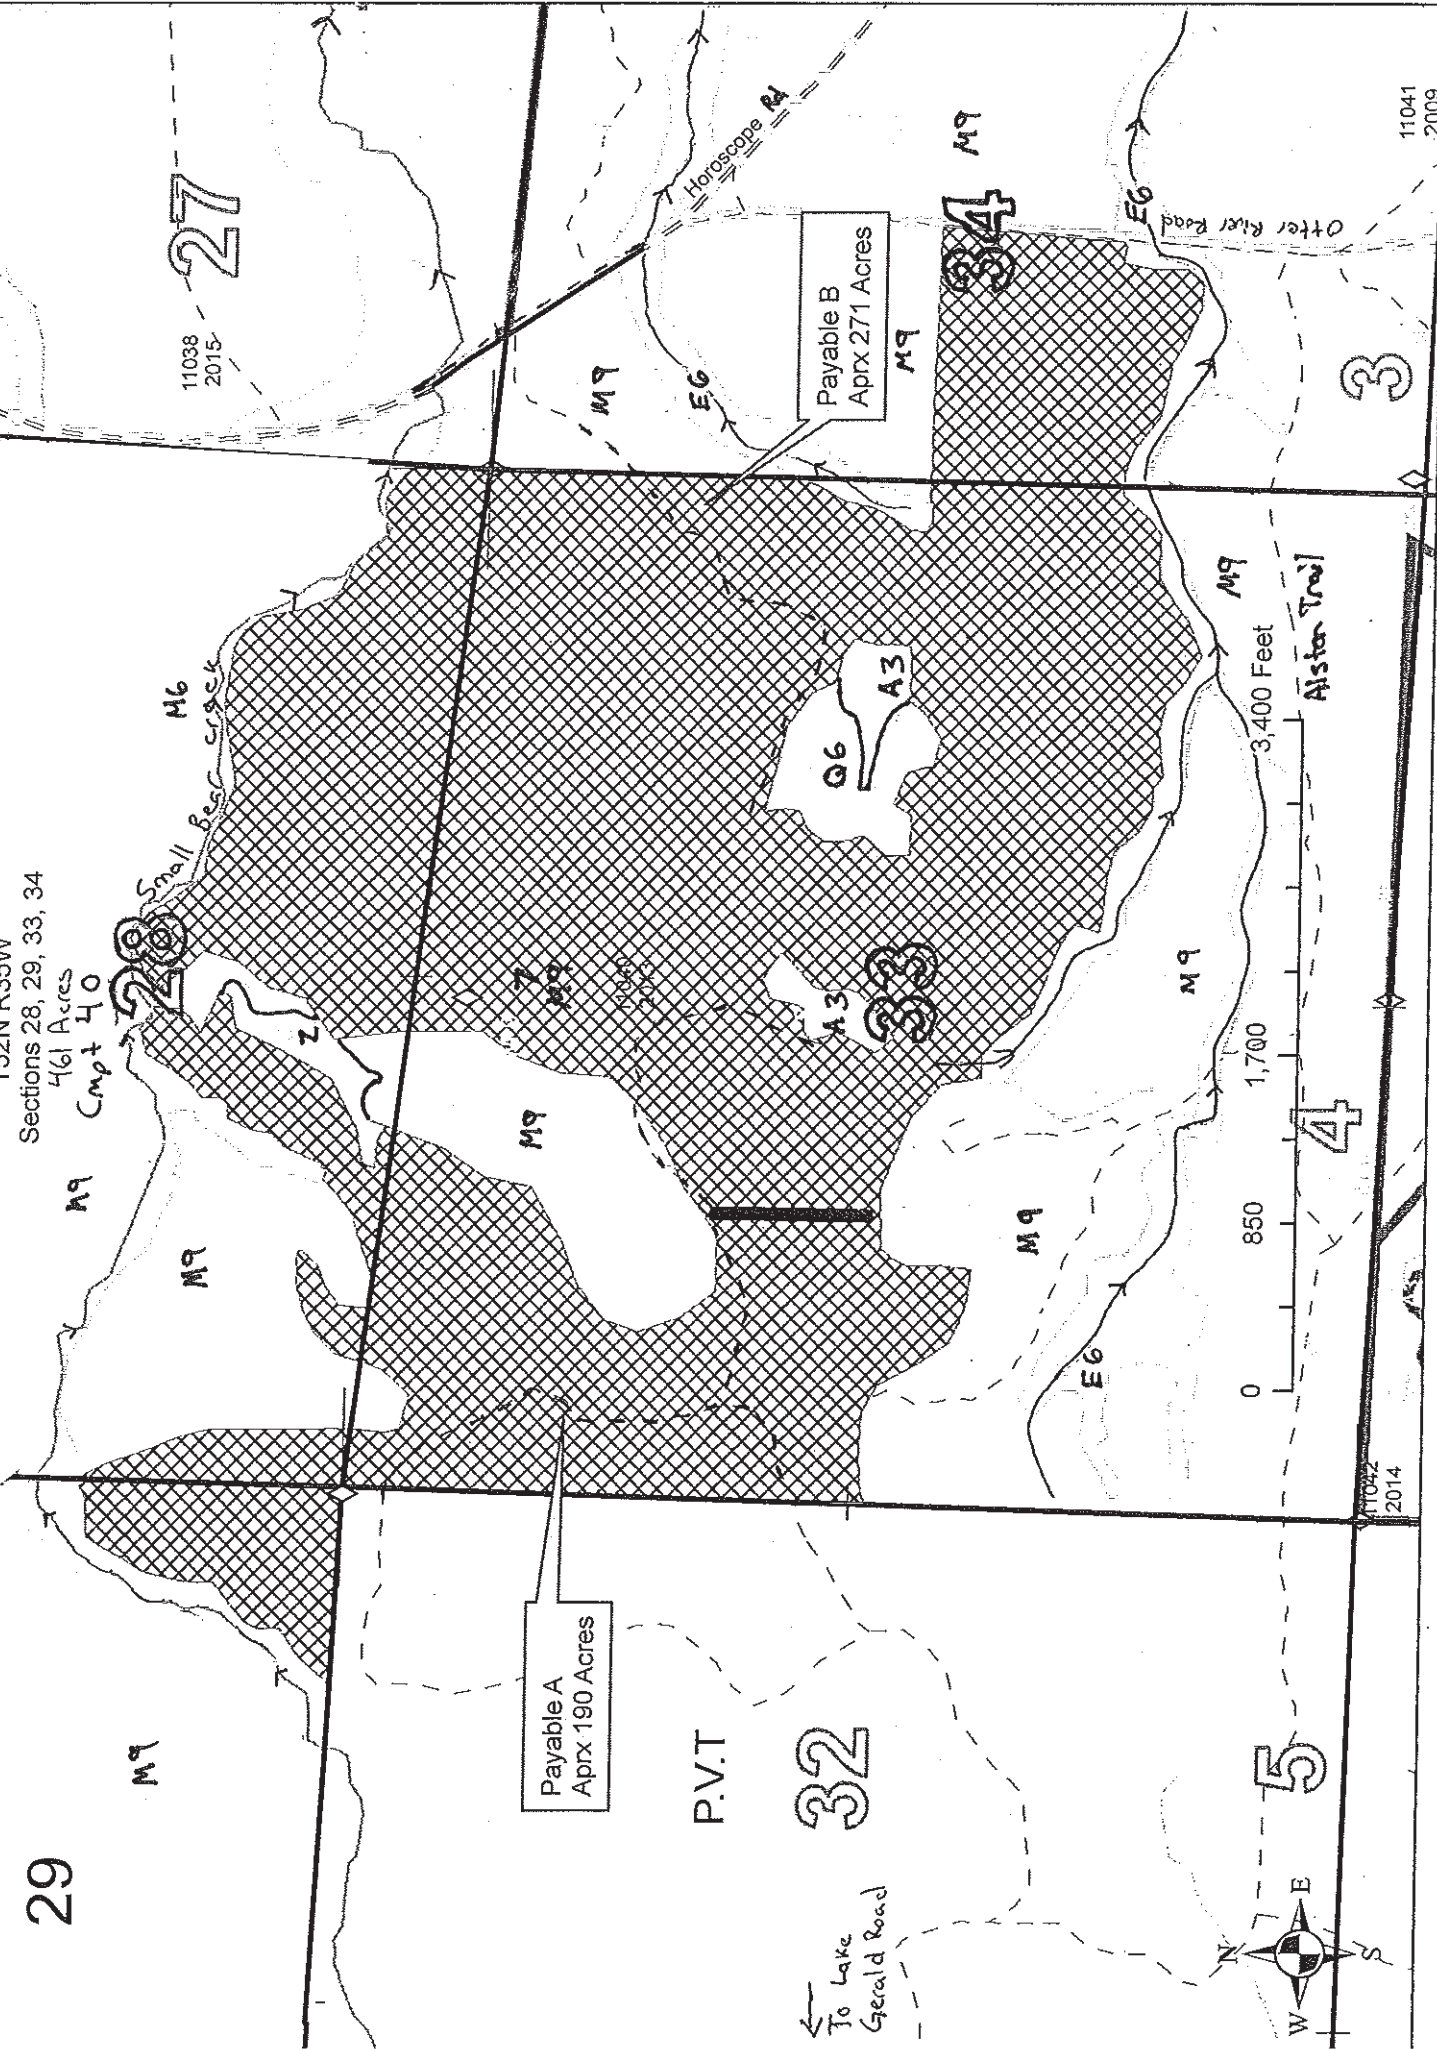 Sections 28, 29, 33, 34
461 Acres
Cmpt 40
29
M9
M9
M9
28
Small Bear Creek
M6
27
11038
2015
Z
M9
Horoscope Rd
M9
E6
M9
M9
34
Payable A
Aprx 190 Acres
Payable B
Aprx 271 Acres
P.V.T
32
Q6
A3
A3
33
To Lake
Gerald Road
M9
E6
M9
M9
E6
Otter River Road
Alston Trail
0
850
1,700
3,400 Feet
N
W
E
S
5
4
3
11042
2014
11041
2009